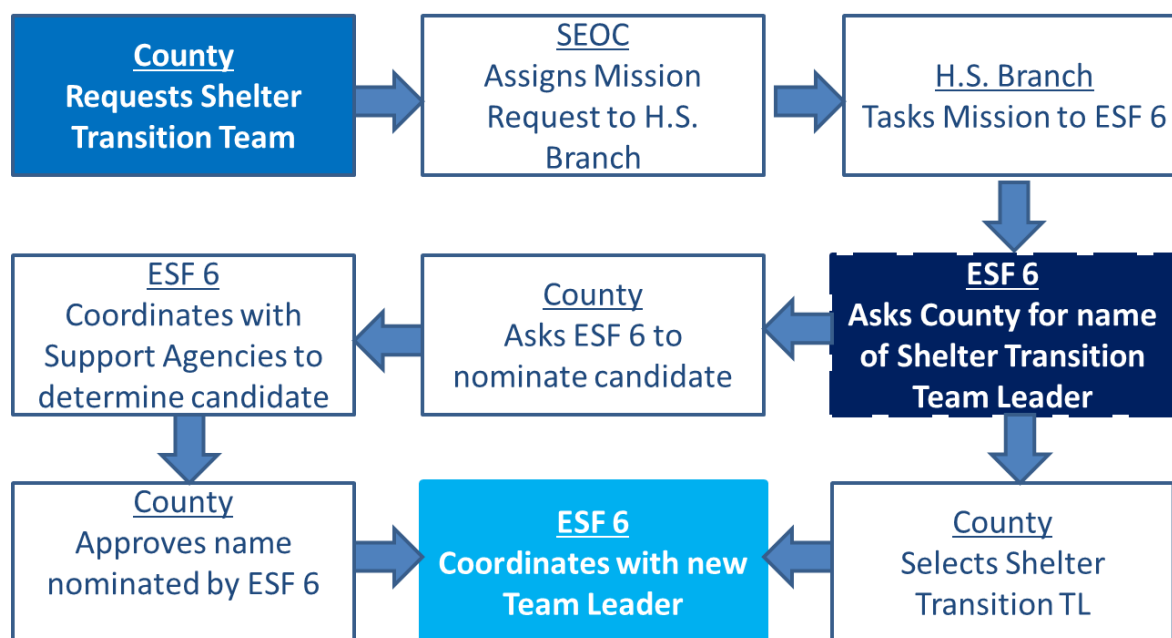 County
Requests Shelter
Transition Team
SEOC
Assigns Mission
Request to H.S.
Branch
H.S. Branch
Tasks Mission to ESF 6
ESF 6
Asks County for name
of Shelter Transition
Team Leader
County
Asks ESF 6 to
nominate candidate
ESF 6
Coordinates with
Support Agencies to
determine candidate
County
Approves name
nominated by ESF 6
ESF 6
Coordinates with new
Team Leader
County
Selects Shelter
Transition TL